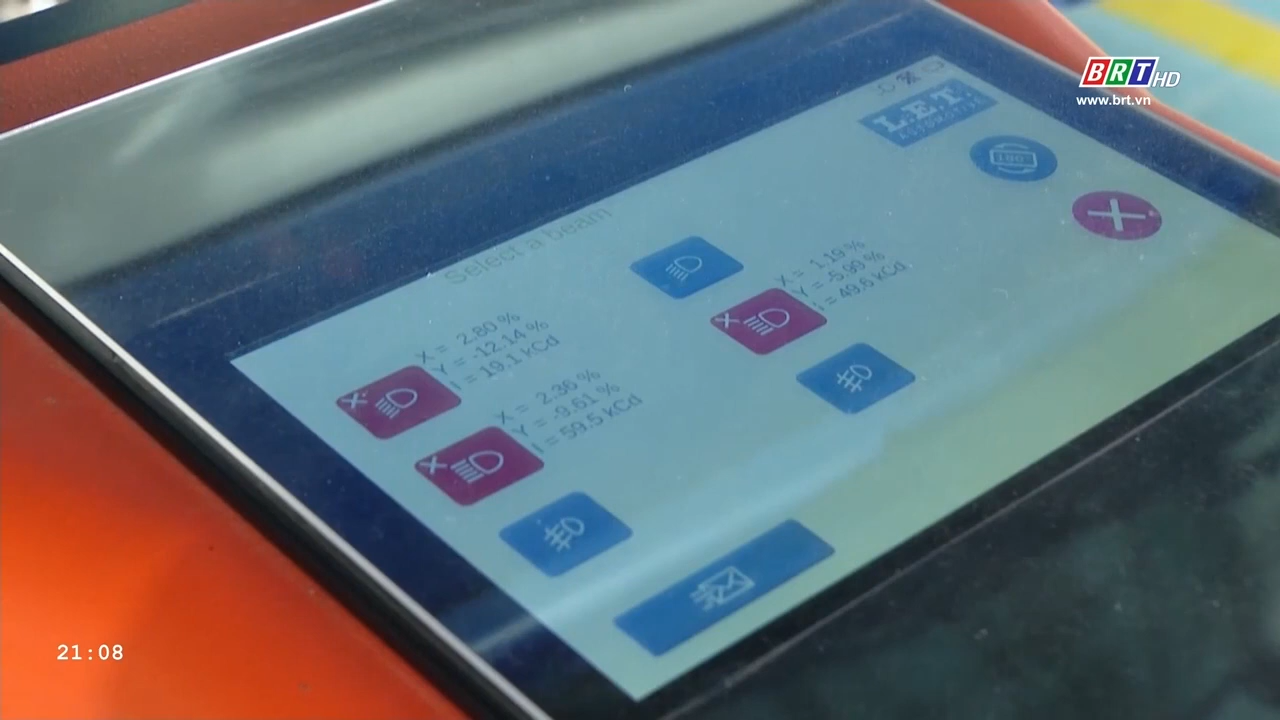 BRT HD
www.brt.vn
L.E.T.
Select a beam
X = 2.80 %
Y = -12.14 %
I = 19.1 kCd
X = 2.36 %
Y = -9.61 %
I = 59.5 kCd
X = 1.19 %
Y = -5.99 %
I = 49.6 kCd
21:08